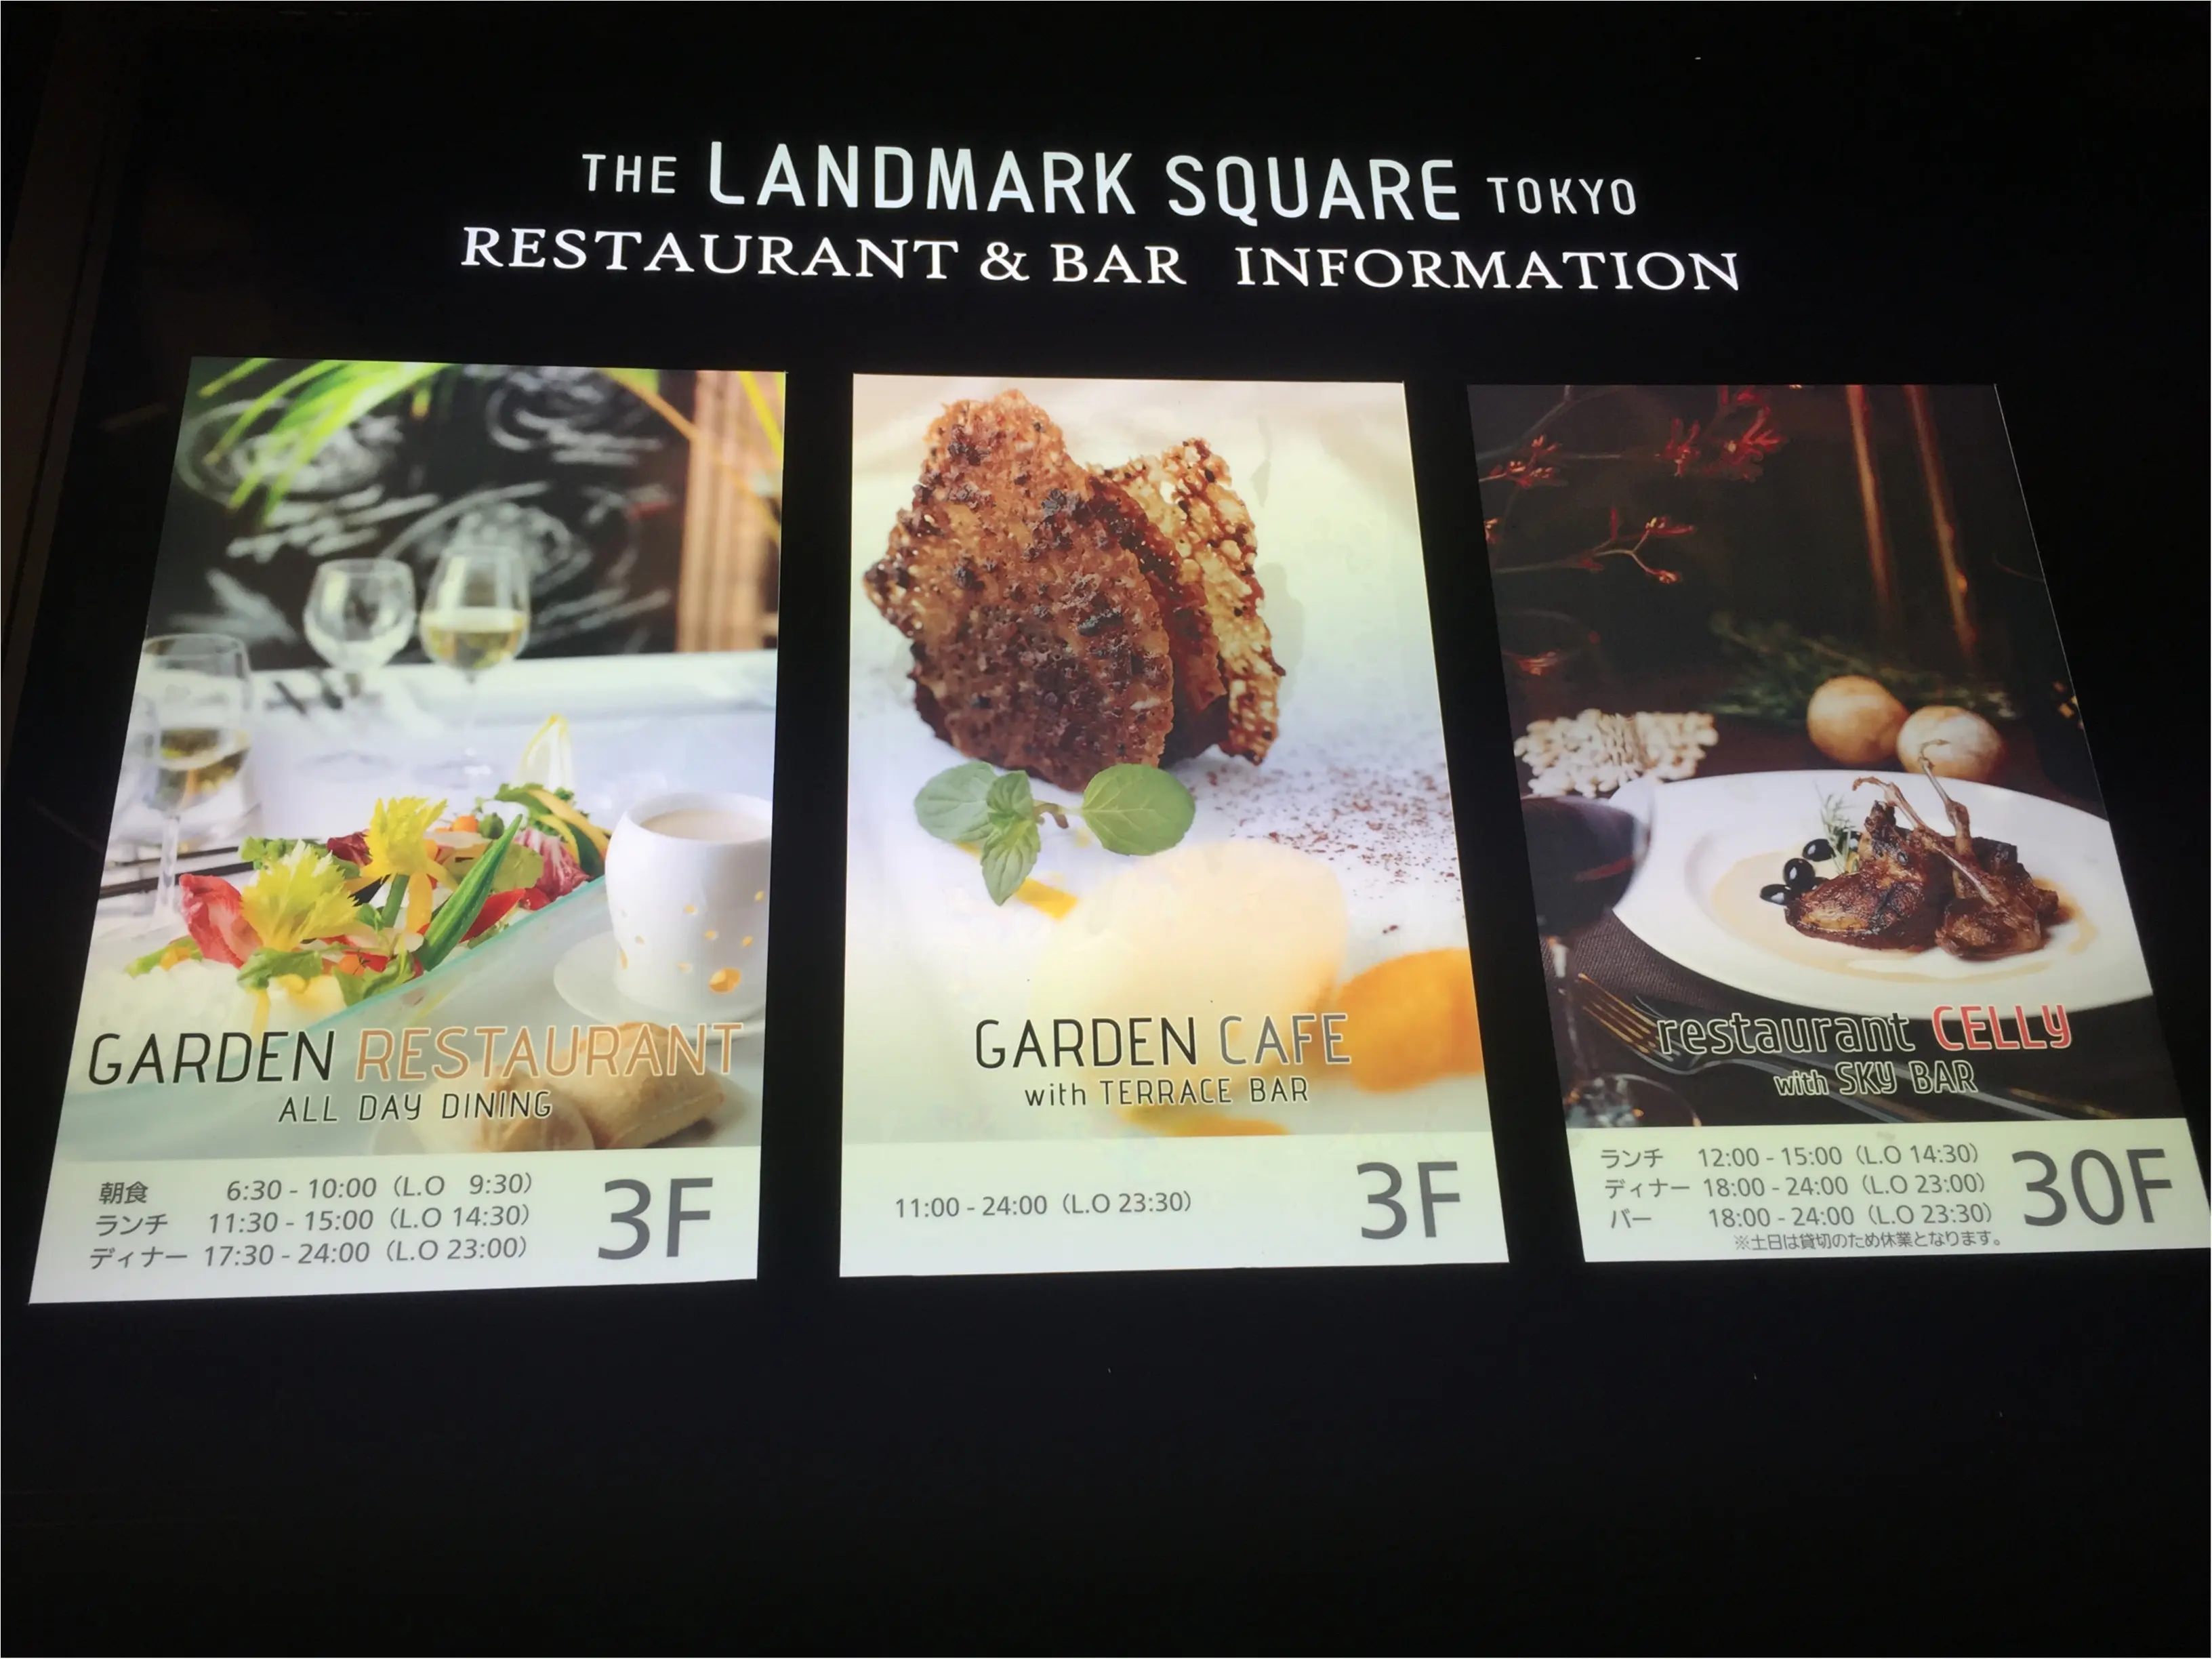 THE LANDMARK SQUARE TOKYO
RESTAURANT & BAR INFORMATION
GARDEN RESTAURANT
ALL DAY DINING
朝食 6:30 - 10:00 (L.O 9:30)
ランチ 11:30 - 15:00 (L.O 14:30)
ディナー 17:30 - 24:00 (L.O 23:00)
3F
GARDEN CAFE
with TERRACE BAR
11:00 - 24:00 (L.O 23:30)
3F
restaurant CELLY
with SKY BAR
ランチ 12:00 - 15:00 (L.O 14:30)
ディナー 18:00 - 24:00 (L.O 23:00)
バー 18:00 - 24:00 (L.O 23:30)
※土日は貸切のため休業となります。
30F